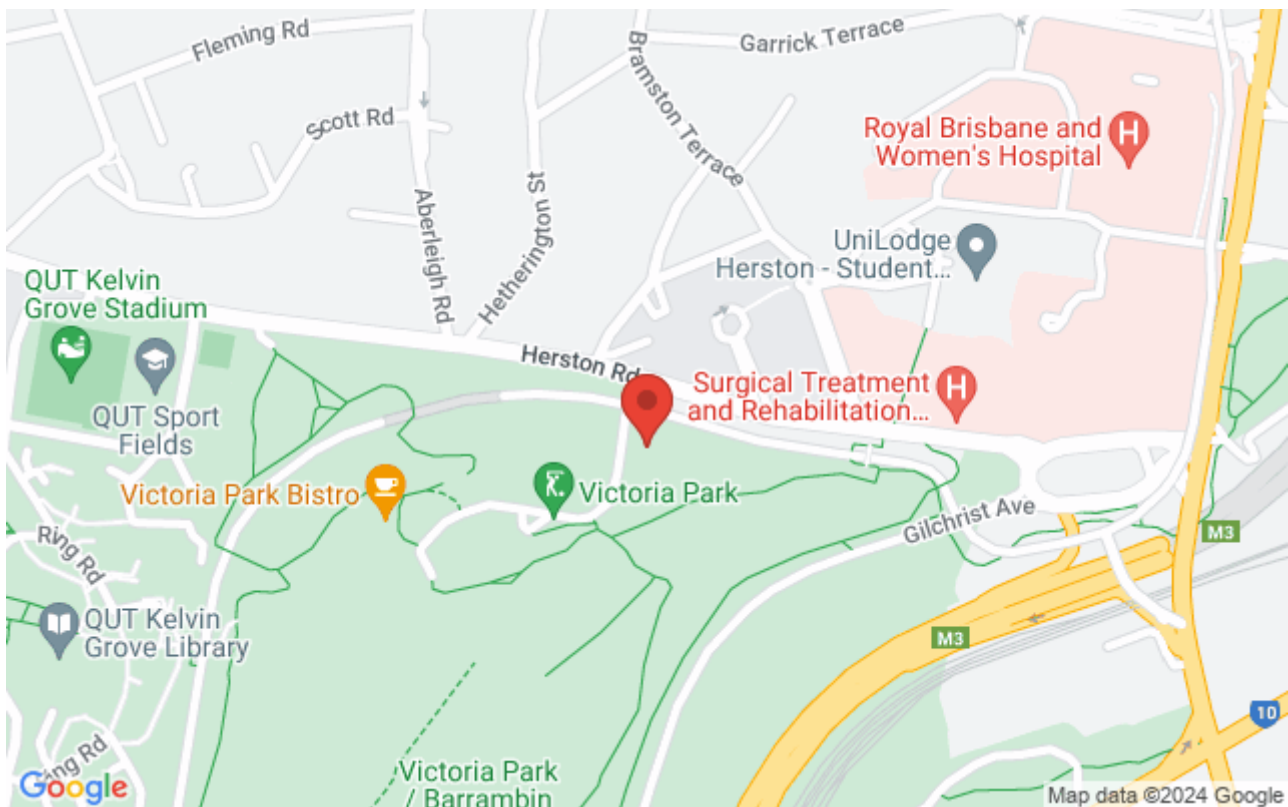 Fleming Rd
Garrick Terrace
Bramston Terrace
Scott Rd
Royal Brisbane and
Women's Hospital
Aberleigh Rd
Hetherington St
UniLodge
Herston - Student...
QUT Kelvin
Grove Stadium
Herston Rd
QUT Sport
Fields
Surgical Treatment
and Rehabilitation...
Victoria Park Bistro
Victoria Park
Gilchrist Ave
M3
Ring Rd
QUT Kelvin
Grove Library
M3
10
Ring Rd
Victoria Park
/ Barrambin
Google
Map data ©2024 Google